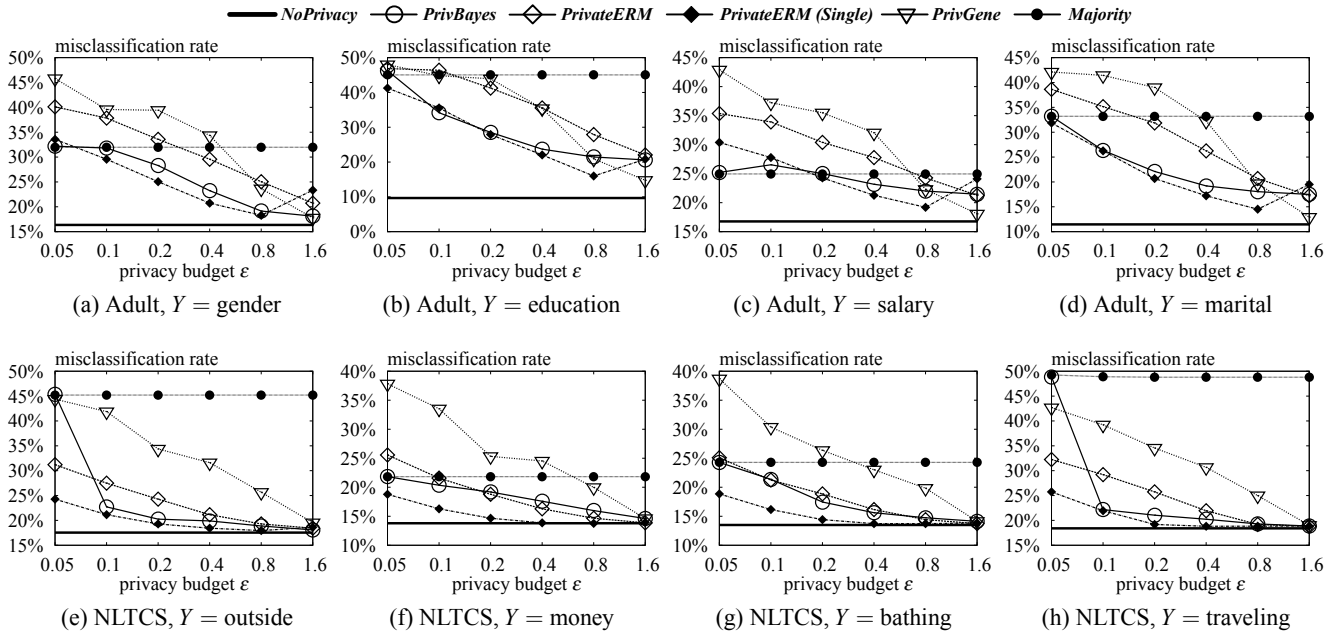 NoPrivacy PrivBayes PrivateERM PrivateERM (Single) PrivGene Majority
misclassification rate
50%
45%
40%
35%
30%
25%
20%
15%
0.05 0.1 0.2 0.4 0.8 1.6
privacy budget ε
(a) Adult, Y = gender
misclassification rate
50%
40%
30%
20%
10%
0%
0.05 0.1 0.2 0.4 0.8 1.6
privacy budget ε
(b) Adult, Y = education
misclassification rate
45%
40%
35%
30%
25%
20%
15%
0.05 0.1 0.2 0.4 0.8 1.6
privacy budget ε
(c) Adult, Y = salary
misclassification rate
45%
40%
35%
30%
25%
20%
15%
10%
0.05 0.1 0.2 0.4 0.8 1.6
privacy budget ε
(d) Adult, Y = marital
misclassification rate
50%
45%
40%
35%
30%
25%
20%
15%
0.05 0.1 0.2 0.4 0.8 1.6
privacy budget ε
(e) NLTCS, Y = outside
misclassification rate
40%
35%
30%
25%
20%
15%
10%
0.05 0.1 0.2 0.4 0.8 1.6
privacy budget ε
(f) NLTCS, Y = money
misclassification rate
40%
35%
30%
25%
20%
15%
10%
0.05 0.1 0.2 0.4 0.8 1.6
privacy budget ε
(g) NLTCS, Y = bathing
misclassification rate
50%
45%
40%
35%
30%
25%
20%
15%
0.05 0.1 0.2 0.4 0.8 1.6
privacy budget ε
(h) NLTCS, Y = traveling